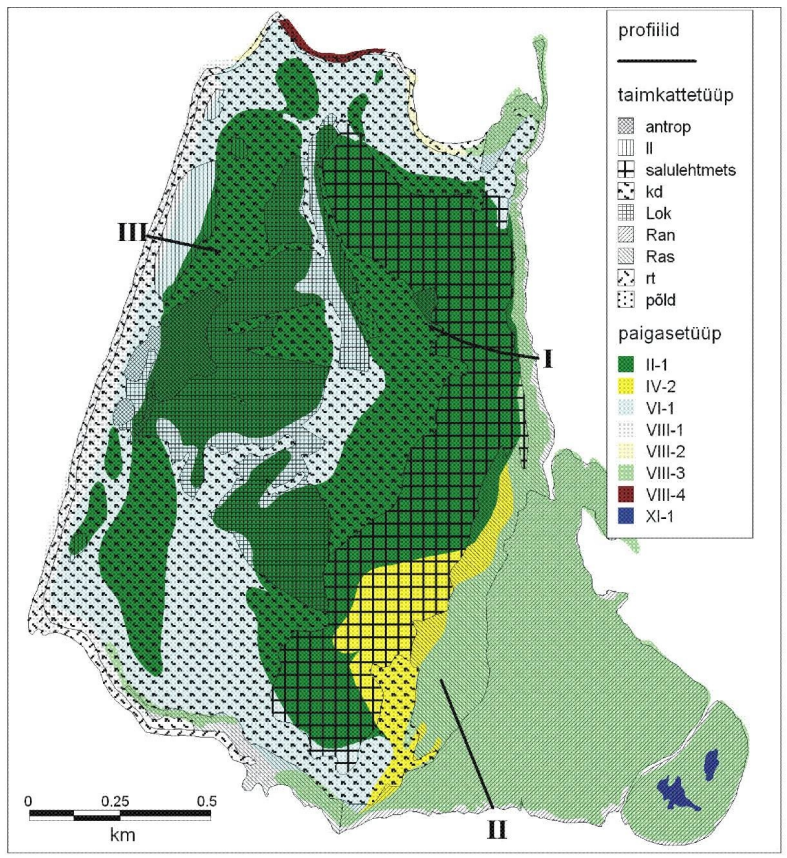 profiilid
taimkattetüüp
antrop
ll
salulehtmets
kd
Lok
Ran
Ras
rt
põld
paigasetüüp
II-1
IV-2
VI-1
VIII-1
VIII-2
VIII-3
VIII-4
XI-1
III
I
II
0 0.25 0.5
km